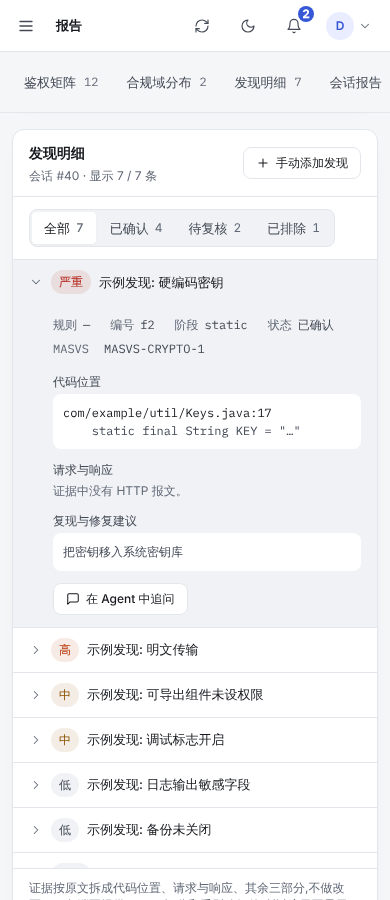 报告
2
D
鉴权矩阵 12 合规域分布 2 发现明细 7 会话报告
发现明细
会话 #40 · 显示 7 / 7 条
手动添加发现
全部 7 已确认 4 待复核 2 已排除 1
严重 示例发现: 硬编码密钥
规则 — 编号 f2 阶段 static 状态 已确认
MASVS MASVS-CRYPTO-1
代码位置
com/example/util/Keys.java:17
static final String KEY = "…"
请求与响应
证据中没有 HTTP 报文。
复现与修复建议
把密钥移入系统密钥库
在 Agent 中追问
高 示例发现: 明文传输
中 示例发现: 可导出组件未设权限
中 示例发现: 调试标志开启
低 示例发现: 日志输出敏感字段
低 示例发现: 备份未关闭
证据按原文拆成代码位置、请求与响应、其余三部分,不做改